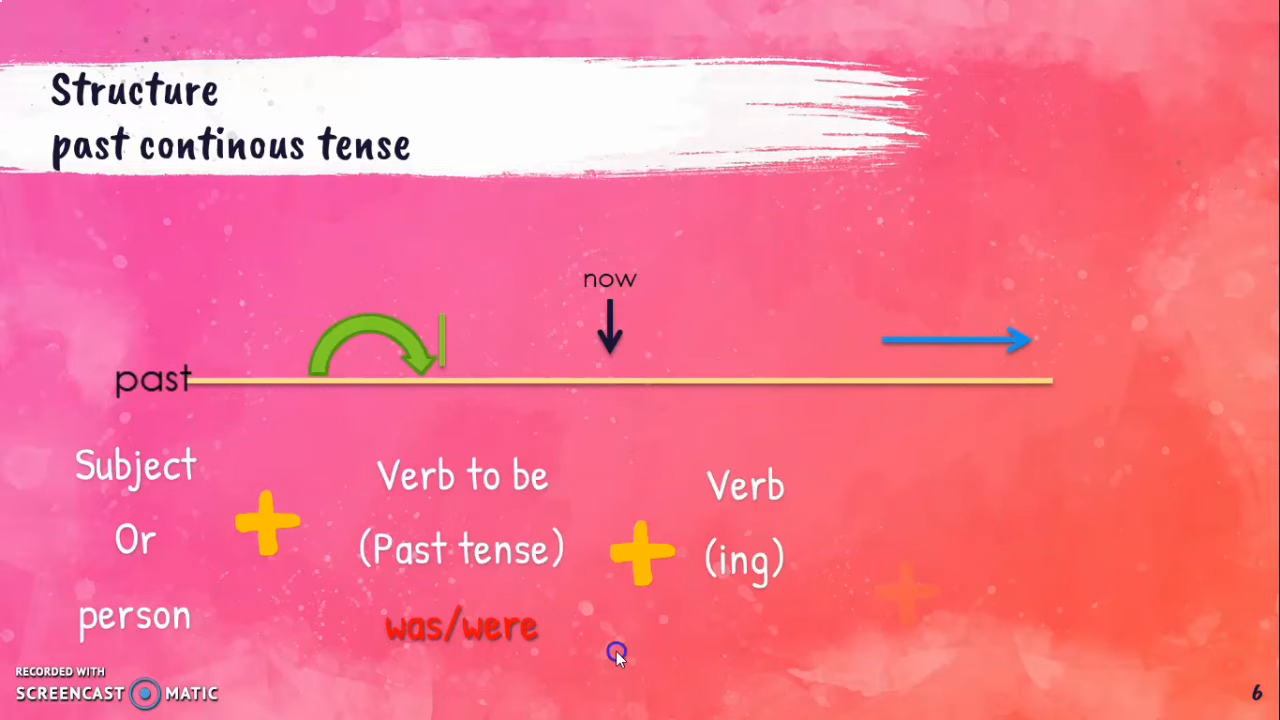 Structure
past continous tense
now
past
Subject
Or
person
Verb to be
(Past tense)
was/were
Verb
(ing)
RECORDED WITH
SCREENCAST MATIC
6